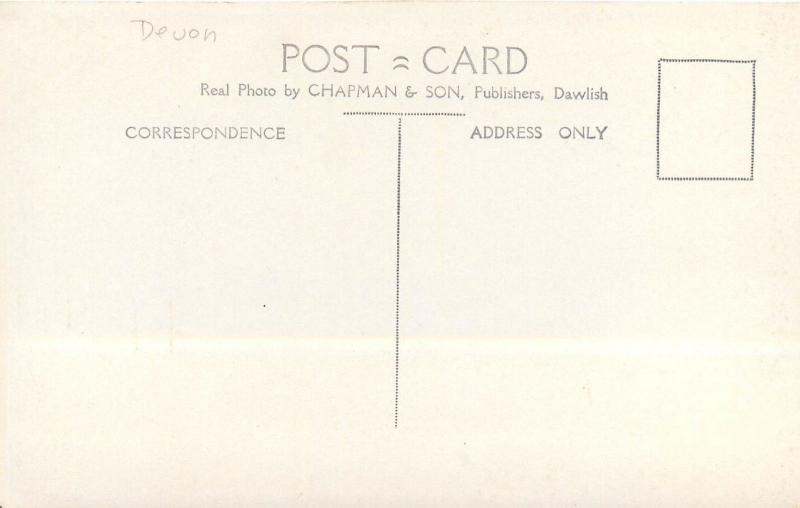 Devon
POST = CARD
Real Photo by CHAPMAN & SON, Publishers, Dawlish
CORRESPONDENCE
ADDRESS ONLY